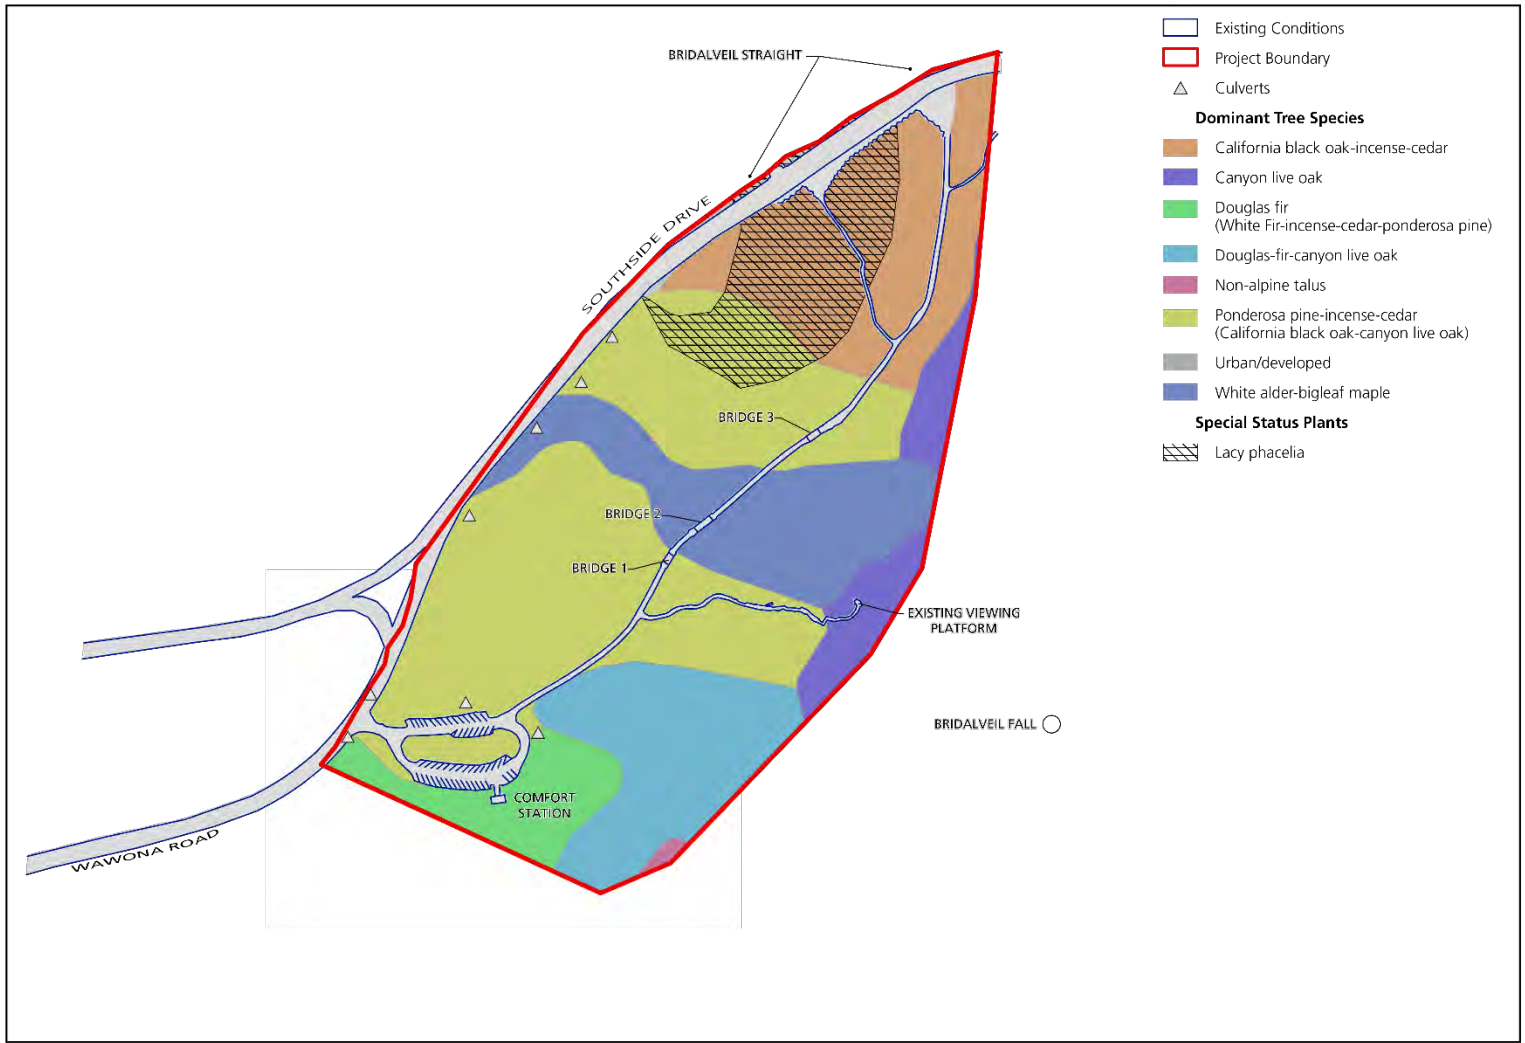 BRIDALVEIL STRAIGHT
SOUTHSIDE DRIVE
BRIDGE 3
BRIDGE 2
BRIDGE 1
EXISTING VIEWING
PLATFORM
BRIDALVEIL FALL
COMFORT
STATION
WAWONA ROAD
Existing Conditions
Project Boundary
Culverts
Dominant Tree Species
California black oak-incense-cedar
Canyon live oak
Douglas fir
(White Fir-incense-cedar-ponderosa pine)
Douglas-fir-canyon live oak
Non-alpine talus
Ponderosa pine-incense-cedar
(California black oak-canyon live oak)
Urban/developed
White alder-bigleaf maple
Special Status Plants
Lacy phacelia